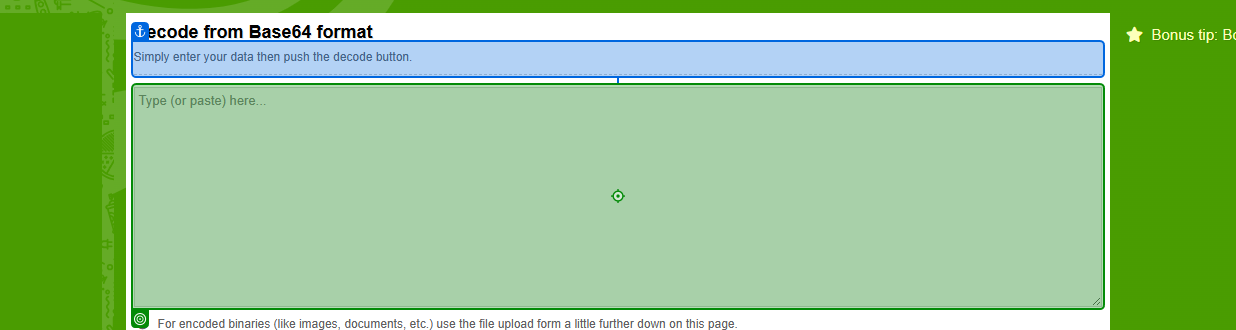 ecode from Base64 format
Simply enter your data then push the decode button.
Type (or paste) here...
For encoded binaries (like images, documents, etc.) use the file upload form a little further down on this page.
Bonus tip: